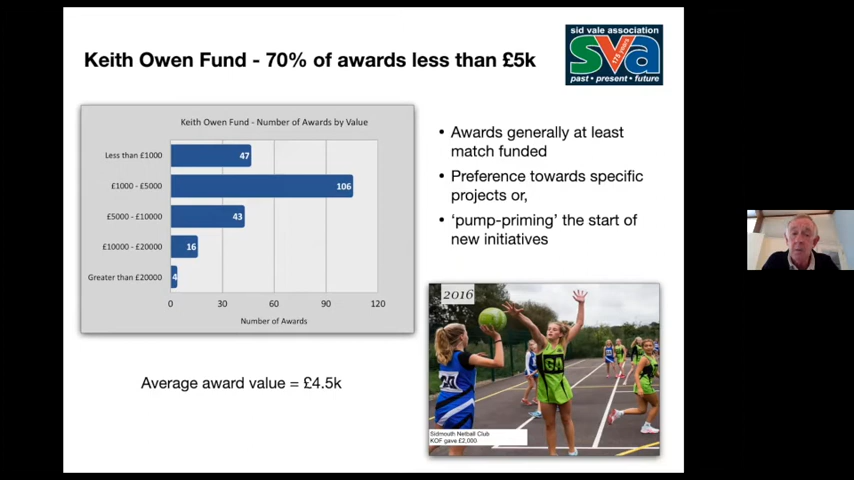 Keith Owen Fund - 70% of awards less than £5k
sid vale association
sva
175 years
past • present • future
Keith Owen Fund - Number of Awards by Value
Less than £1000
47
£1000 - £5000
106
£5000 - £10000
43
£10000 - £20000
16
Greater than £20000
4
0 30 60 90 120
Number of Awards
Average award value = £4.5k
• Awards generally at least
match funded
• Preference towards specific
projects or,
• ‘pump-priming’ the start of
new initiatives
2016
GA
GA
Sidmouth Netball Club
KOF gave £2,000